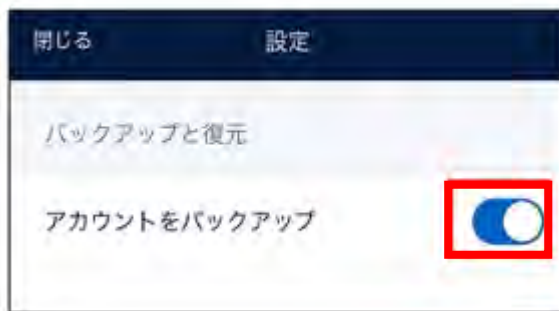 閉じる 設定
バックアップと復元
アカウントをバックアップ